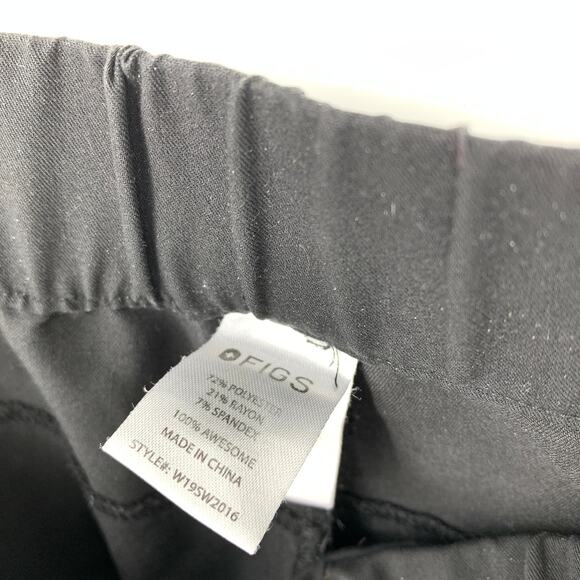 FIGS
72% POLYESTER
21% RAYON
7% SPANDEX
100% AWESOME
MADE IN CHINA
STYLE#: W19SW2016